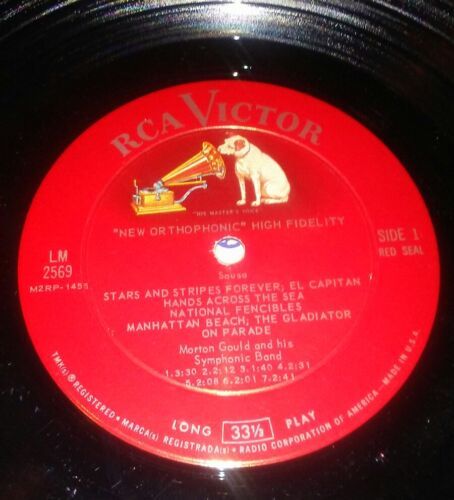 RCA VICTOR
"HIS MASTER'S VOICE"
"NEW ORTHOPHONIC" HIGH FIDELITY
LM
2569
M2RP-1455
SIDE 1
RED SEAL
Sousa
STARS AND STRIPES FOREVER; EL CAPITAN
HANDS ACROSS THE SEA
NATIONAL FENCIBLES
MANHATTAN BEACH; THE GLADIATOR
ON PARADE
Morton Gould and his
Symphonic Band
1.3:30 2.2:12 3.1:40 4.2:31
5.2:08 6.2:01 7.2:41
LONG 33⅓ PLAY
TMK(s) ® REGISTERED • MARCA(s) REGISTRADA(s) • RADIO CORPORATION OF AMERICA • MADE IN U.S.A.